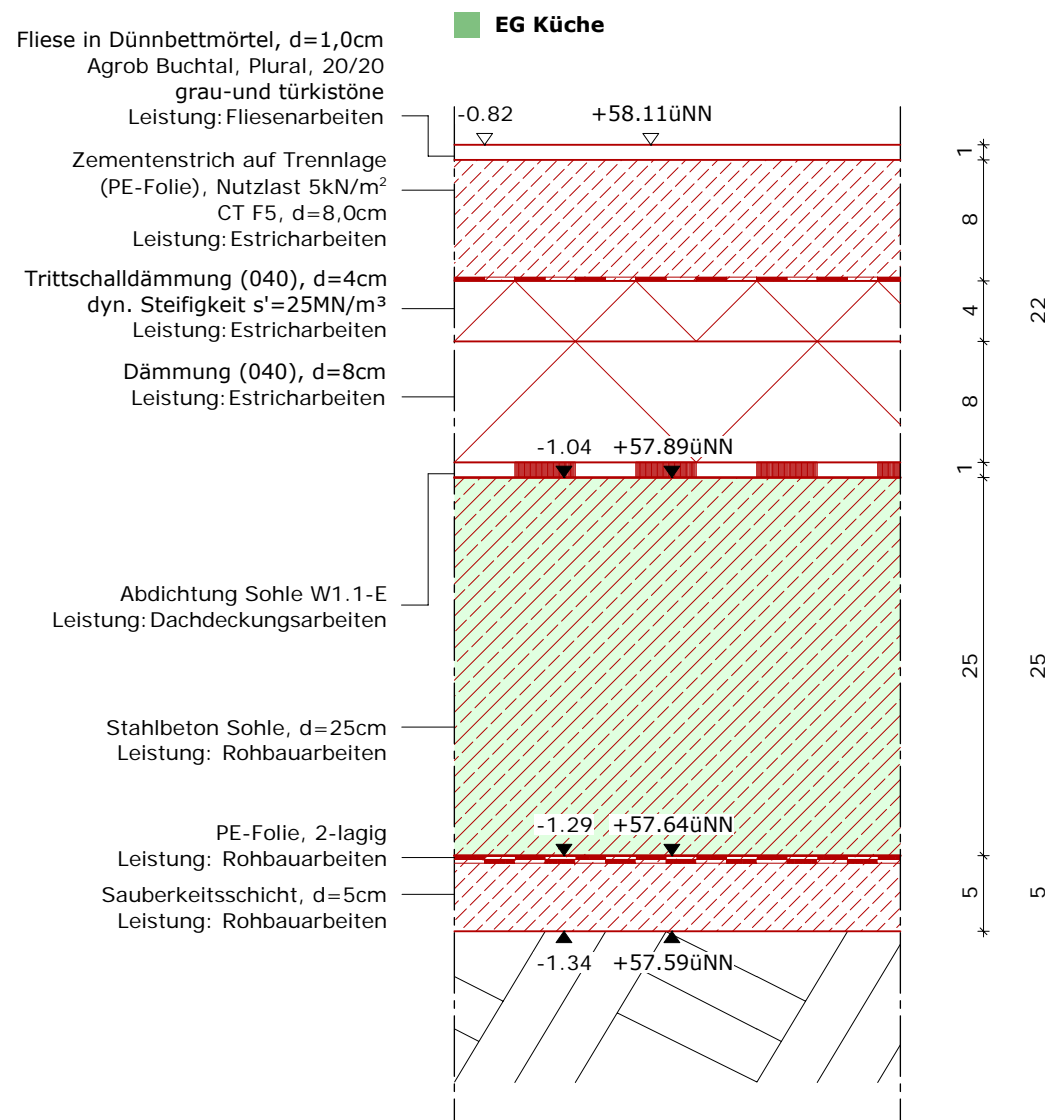 EG Küche
Fliese in Dünnbettmörtel, d=1,0cm
Agrob Buchtal, Plural, 20/20
grau-und türkistöne
Leistung: Fliesenarbeiten
-0.82 +58.11üNN
1
Zementenstrich auf Trennlage
(PE-Folie), Nutzlast 5kN/m²
CT F5, d=8,0cm
Leistung: Estricharbeiten
8
Trittschalldämmung (040), d=4cm
dyn. Steifigkeit s'=25MN/m³
Leistung: Estricharbeiten
4 22
Dämmung (040), d=8cm
Leistung: Estricharbeiten
8
-1.04 +57.89üNN
1
Abdichtung Sohle W1.1-E
Leistung: Dachdeckungsarbeiten
25 25
Stahlbeton Sohle, d=25cm
Leistung: Rohbauarbeiten
-1.29 +57.64üNN
PE-Folie, 2-lagig
Leistung: Rohbauarbeiten
Sauberkeitsschicht, d=5cm
Leistung: Rohbauarbeiten
5 5
-1.34 +57.59üNN